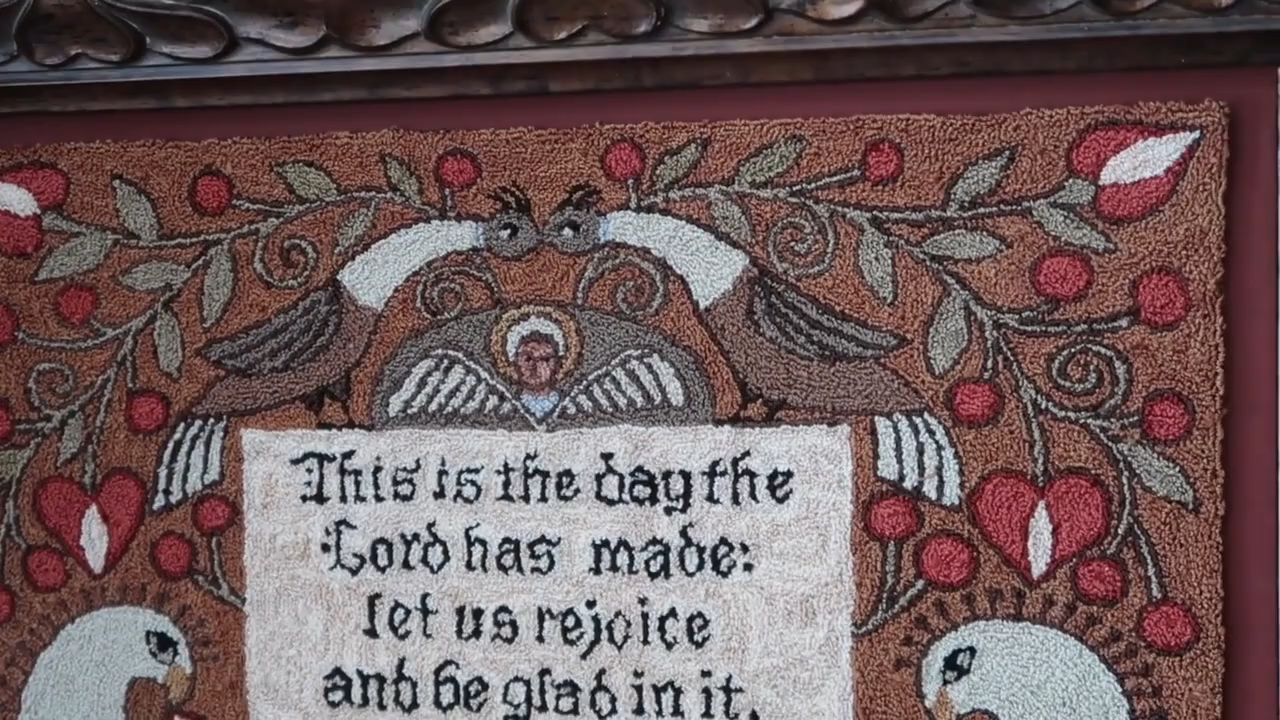 This is the day the
Lord has made:
let us rejoice
and be glad in it.